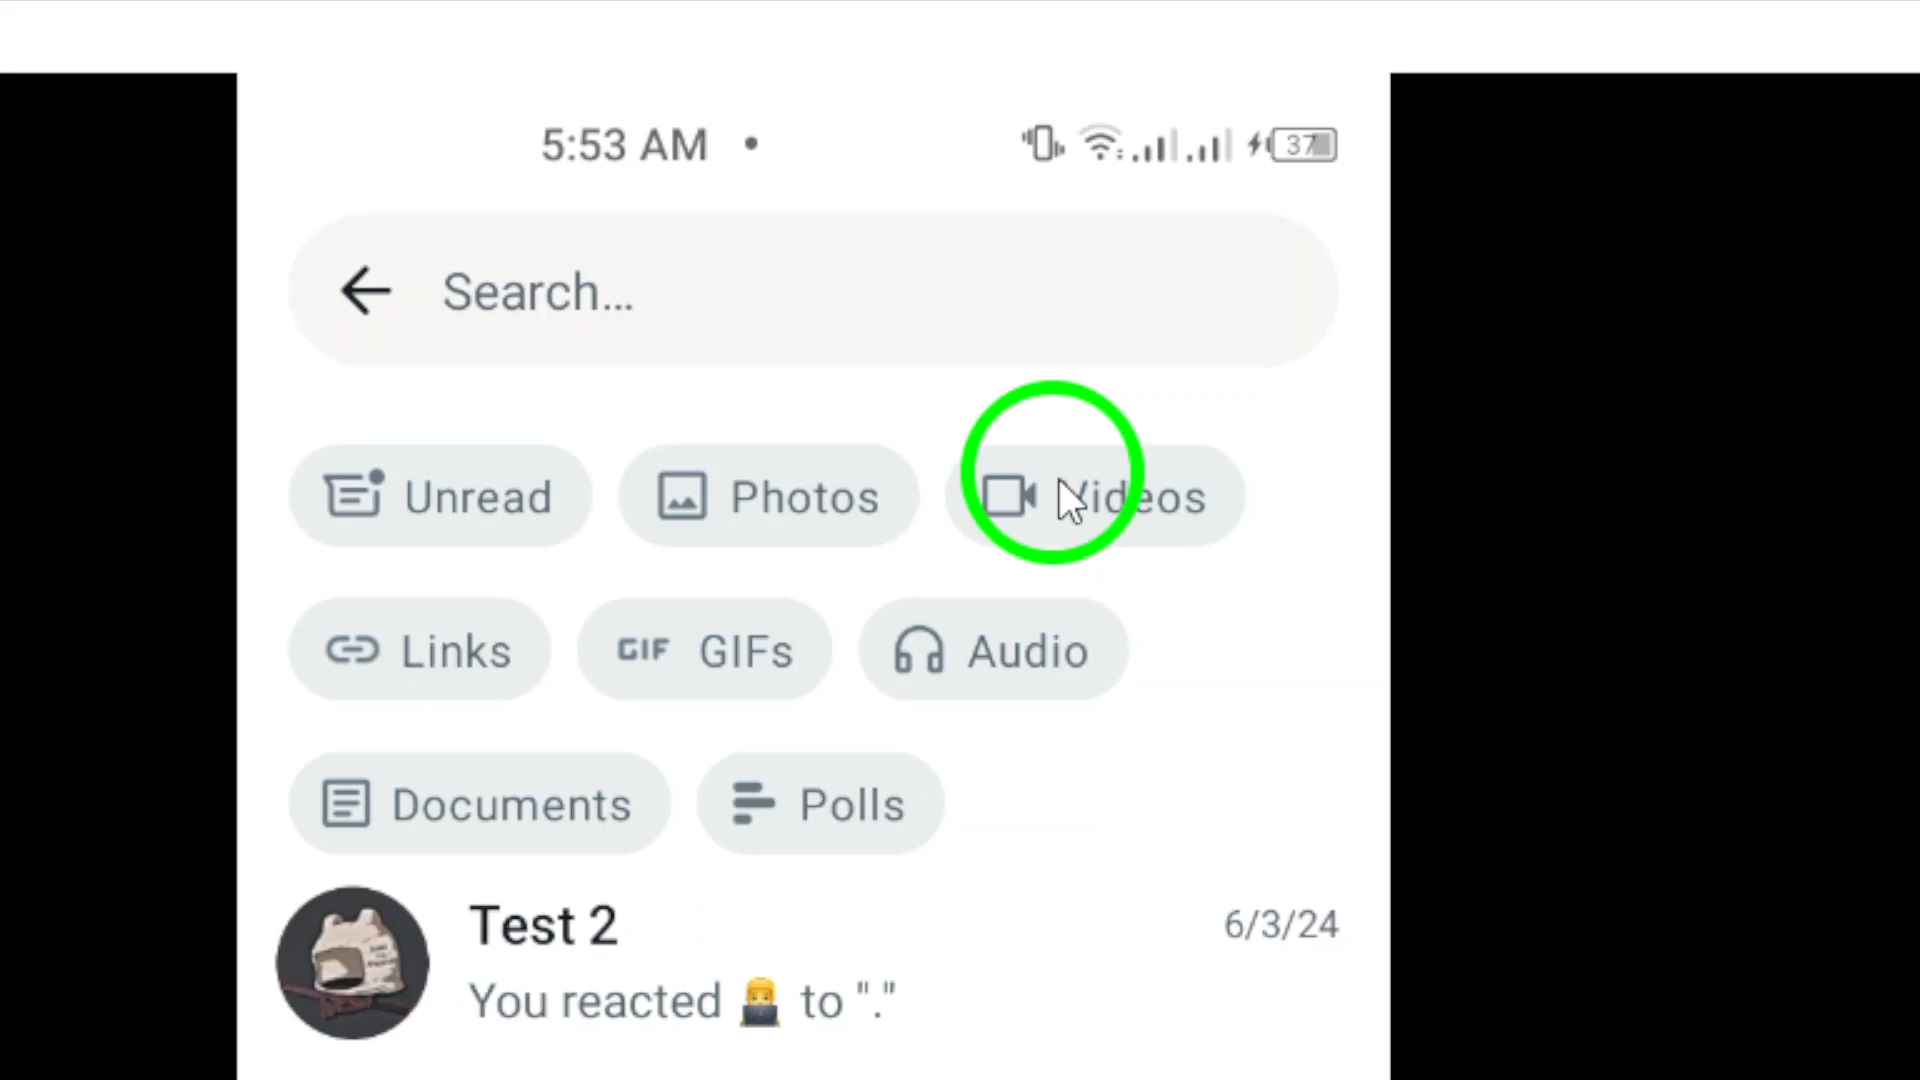 5:53 AM
37
Search...
Unread
Photos
Videos
Links
GIF GIFs
Audio
Documents
Polls
Test 2
6/3/24
You reacted 👨‍💻 to "."